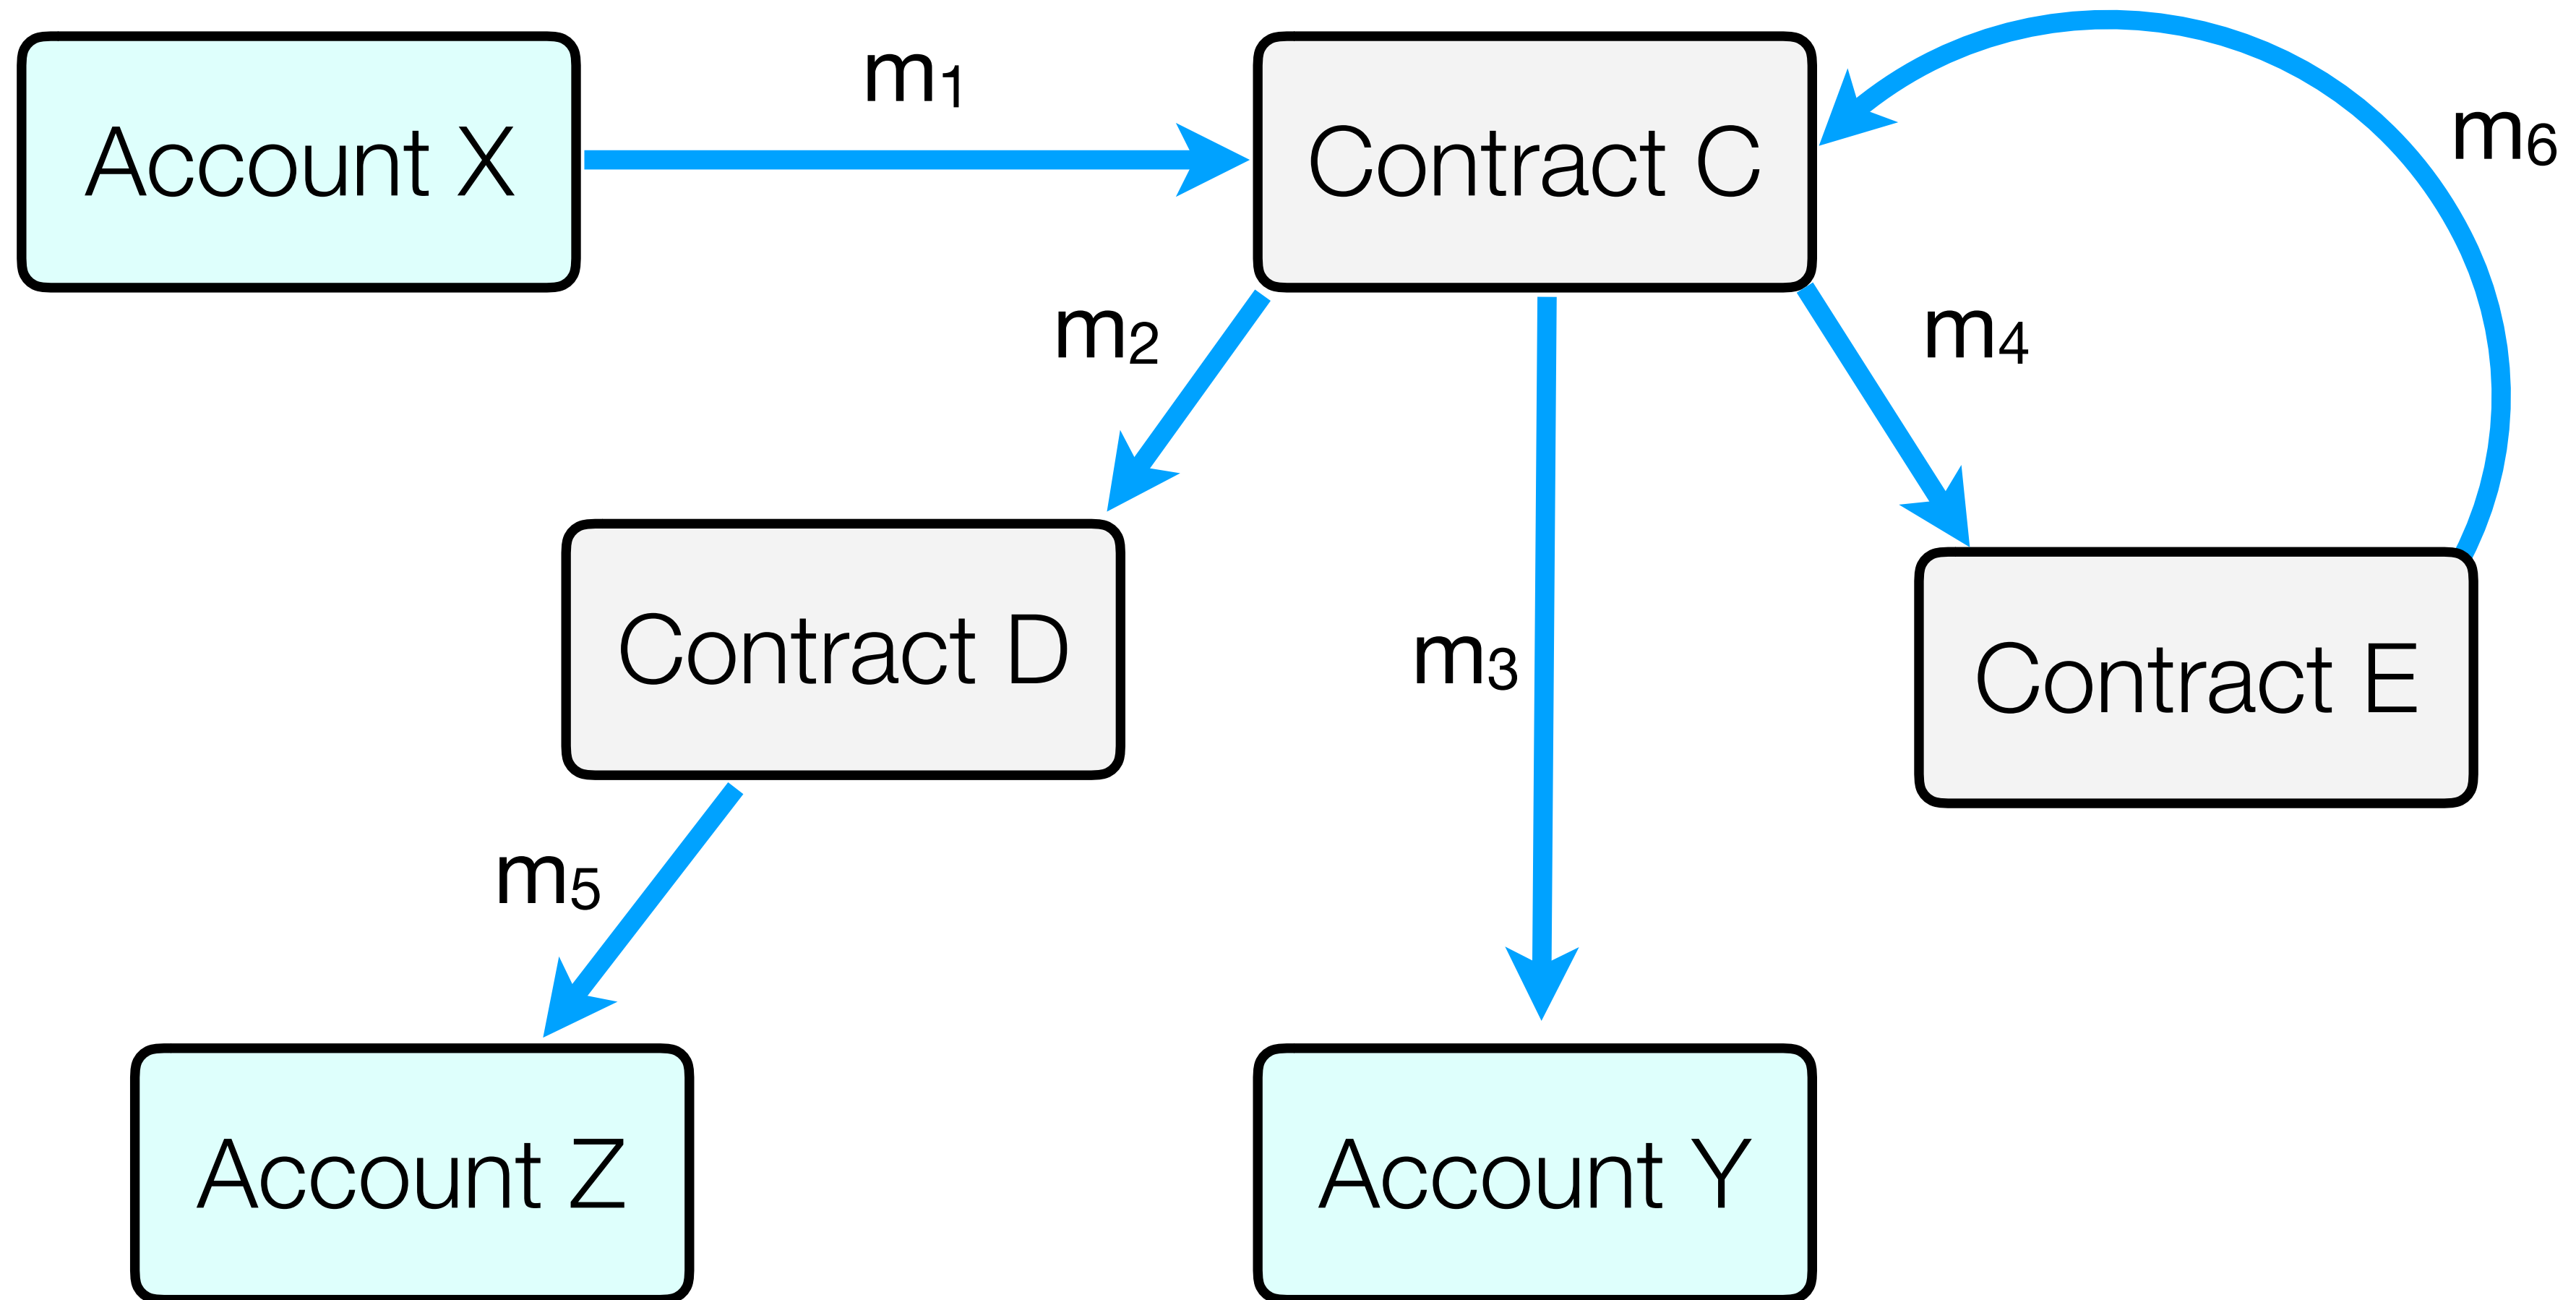 Account X
m₁
Contract C
m₆
m₂
m₄
Contract D
m₃
Contract E
m₅
Account Z
Account Y